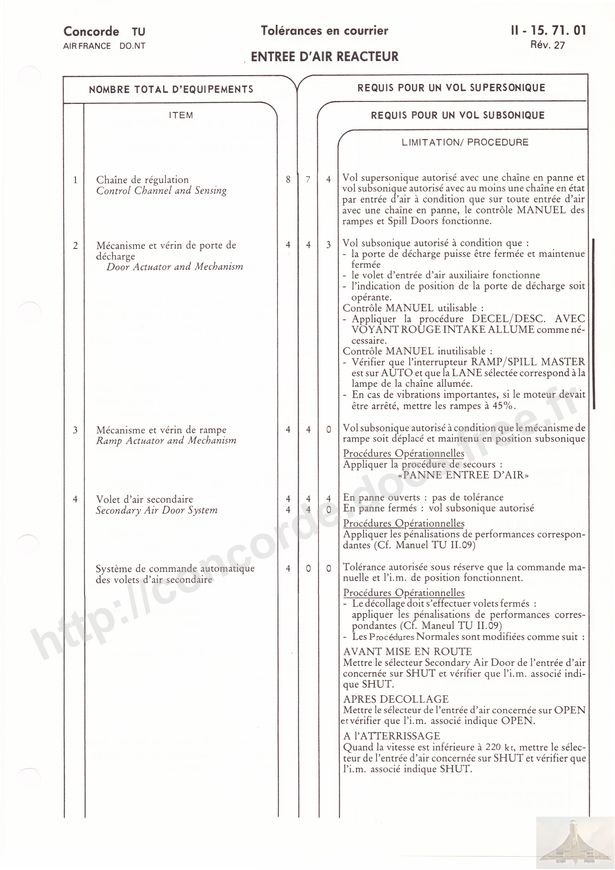 Concorde TU
AIR FRANCE DO.NT
Tolérances en courrier
II - 15. 71. 01
Rév. 27
ENTREE D'AIR REACTEUR
NOMBRE TOTAL D'EQUIPEMENTS
REQUIS POUR UN VOL SUPERSONIQUE
REQUIS POUR UN VOL SUBSONIQUE
ITEM
LIMITATION/ PROCEDURE
1 Chaîne de régulation 8 7 4 Vol supersonique autorisé avec une chaîne en panne et
Control Channel and Sensing vol subsonique autorisé avec au moins une chaîne en état
par entrée d'air à condition que sur toute entrée d'air
avec une chaine en panne, le contrôle MANUEL des
rampes et Spill Doors fonctionne.
2 Mécanisme et vérin de porte de 4 4 3 Vol subsonique autorisé à condition que :
décharge - la porte de décharge puisse être fermée et maintenue
Door Actuator and Mechanism fermée
- le volet d'entrée d'air auxiliaire fonctionne
- l'indication de position de la porte de décharge soit
opérante.
Contrôle MANUEL utilisable :
- Appliquer la procédure DECEL/DESC. AVEC
VOYANT ROUGE INTAKE ALLUME comme né-
cessaire.
Contrôle MANUEL inutilisable :
- Vérifier que l'interrupteur RAMP/SPILL MASTER
est sur AUTO et que la LANE sélectée correspond à la
lampe de la chaîne allumée.
- En cas de vibrations importantes, si le moteur devait
être arrêté, mettre les rampes à 45%.
3 Mécanisme et vérin de rampe 4 4 0 Vol subsonique autorisé à condition que le mécanisme de
Ramp Actuator and Mechanism rampe soit déplacé et maintenu en position subsonique
Procédures Opérationnelles
Appliquer la procédure de secours :
«PANNE ENTREE D'AIR»
4 Volet d'air secondaire 4 4 4 En panne ouverts : pas de tolérance
Secondary Air Door System 4 4 0 En panne fermés : vol subsonique autorisé
Procédures Opérationnelles
Appliquer les pénalisations de performances correspon-
dantes (Cf. Manuel TU II.09)
Système de commande automatique 4 0 0 Tolérance autorisée sous réserve que la commande ma-
des volets d'air secondaire nuelle et l'i.m. de position fonctionnent.
Procédures Opérationnelles
- Le décollage doit s'effectuer volets fermés :
appliquer les pénalisations de performances corres-
pondantes (Cf. Maneul TU II.09)
- Les Procédures Normales sont modifiées comme suit :
AVANT MISE EN ROUTE
Mettre le sélecteur Secondary Air Door de l'entrée d'air
concernée sur SHUT et vérifier que l'i.m. associé indi-
que SHUT.
APRES DECOLLAGE
Mettre le sélecteur de l'entrée d'air concernée sur OPEN
et vérifier que l'i.m. associé indique OPEN.
A l'ATTERRISSAGE
Quand la vitesse est inférieure à 220 kt, mettre le sélec-
teur de l'entrée d'air concernée sur SHUT et vérifier que
l'i.m. associé indique SHUT.
http://concorde.docs.free.fr